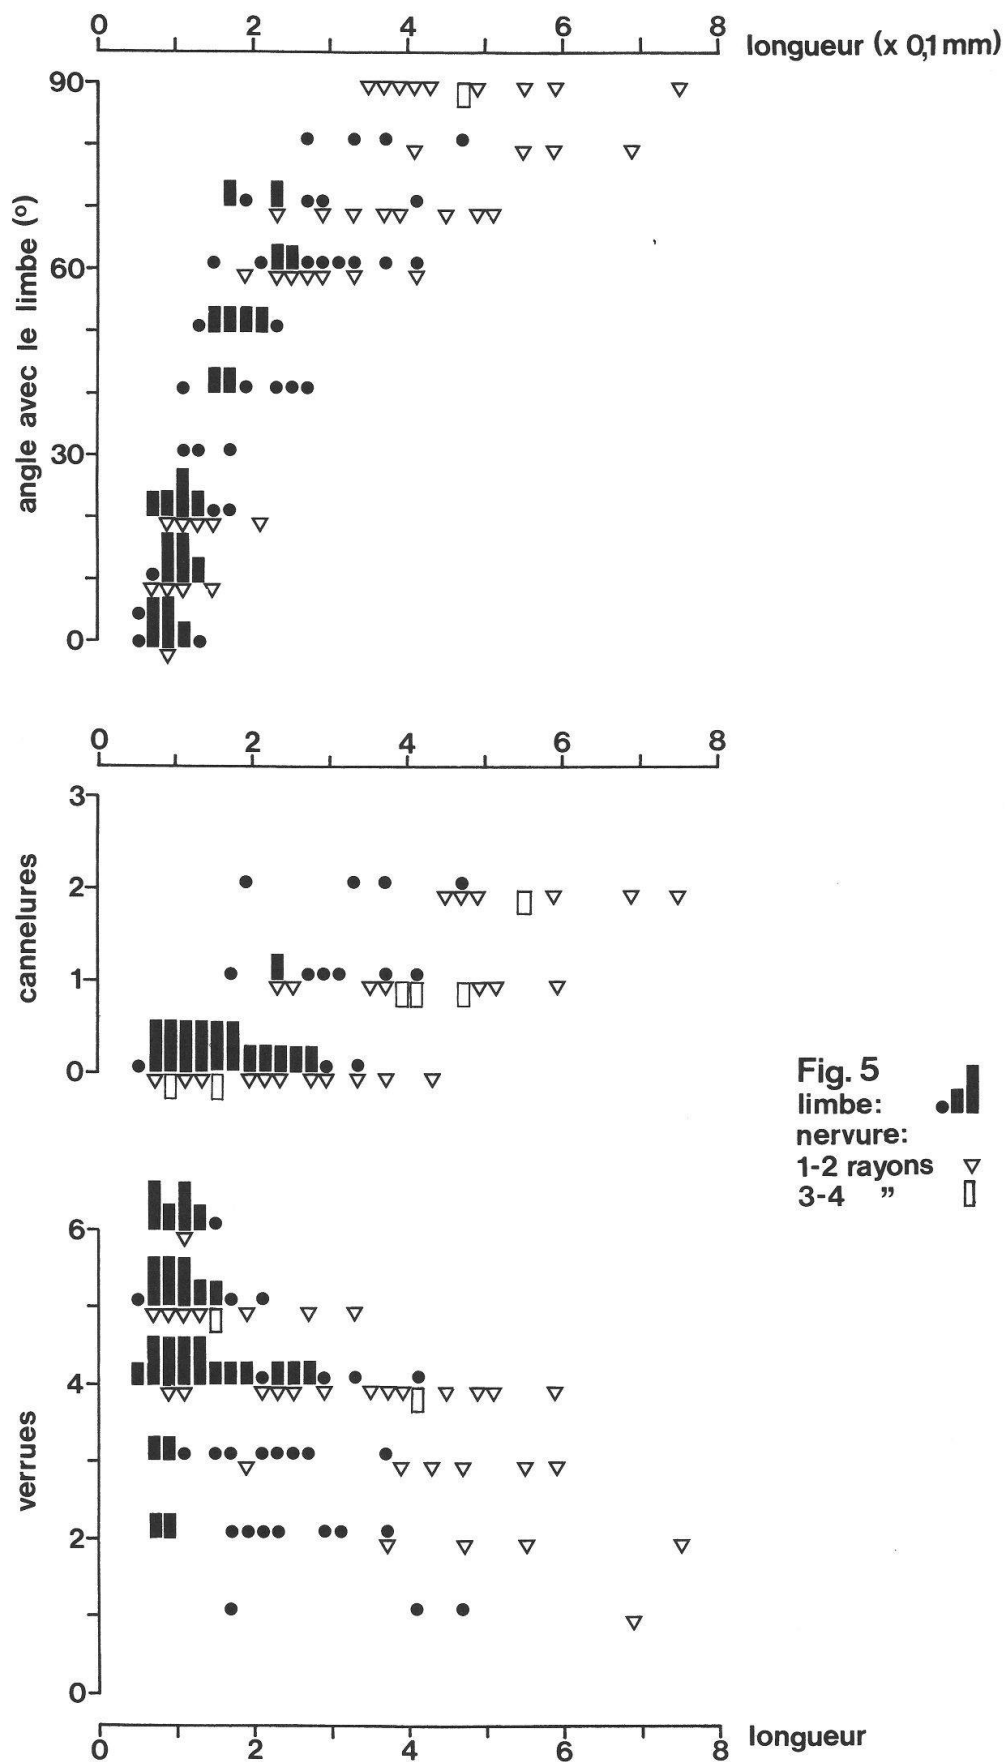 0 2 4 6 8 longueur (x 0,1 mm)
90
60
30
0
angle avec le limbe (º)
0 2 4 6 8
3
2
1
0
cannelures
Fig. 5
limbe:
nervure:
1-2 rayons
3-4 ”
6
4
2
0
verrues
0 2 4 6 8 longueur